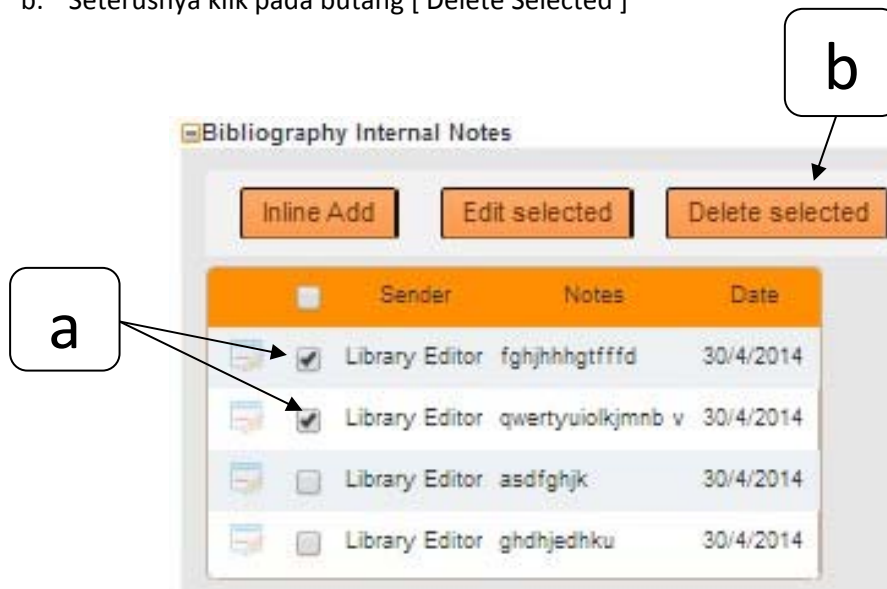 b. Seterusnya klik pada butang [ Delete Selected ]
b
Bibliography Internal Notes
Inline Add Edit selected Delete selected
Sender Notes Date
a
Library Editor fghjhhhgtfffd 30/4/2014
Library Editor qwertyuiolkjmnb v 30/4/2014
Library Editor asdfghjk 30/4/2014
Library Editor ghdhjedhku 30/4/2014